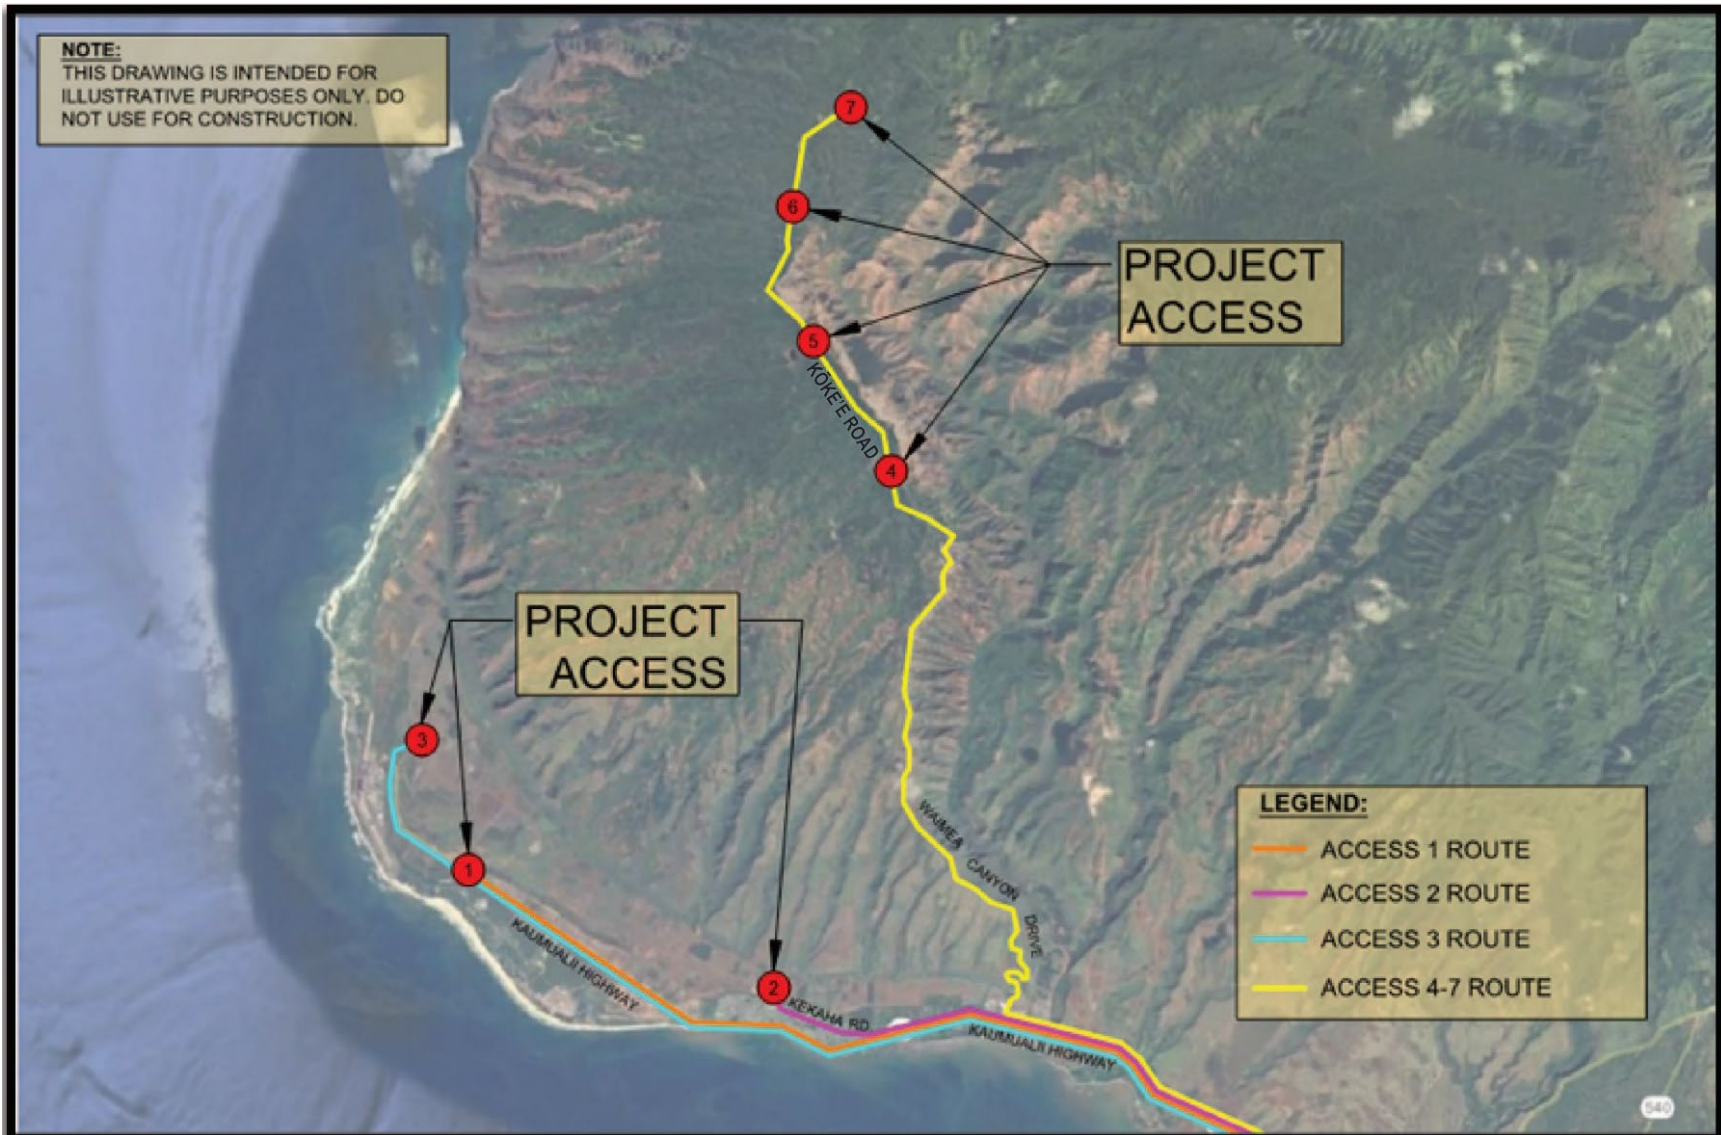 NOTE:
THIS DRAWING IS INTENDED FOR
ILLUSTRATIVE PURPOSES ONLY. DO
NOT USE FOR CONSTRUCTION.
7
6
PROJECT
ACCESS
5
KŌKE'E ROAD
4
PROJECT
ACCESS
3
1
KAUMUALII HIGHWAY
2
KEKAHA RD.
WAIMEA CANYON DRIVE
KAUMUALII HIGHWAY
LEGEND:
ACCESS 1 ROUTE
ACCESS 2 ROUTE
ACCESS 3 ROUTE
ACCESS 4-7 ROUTE
540